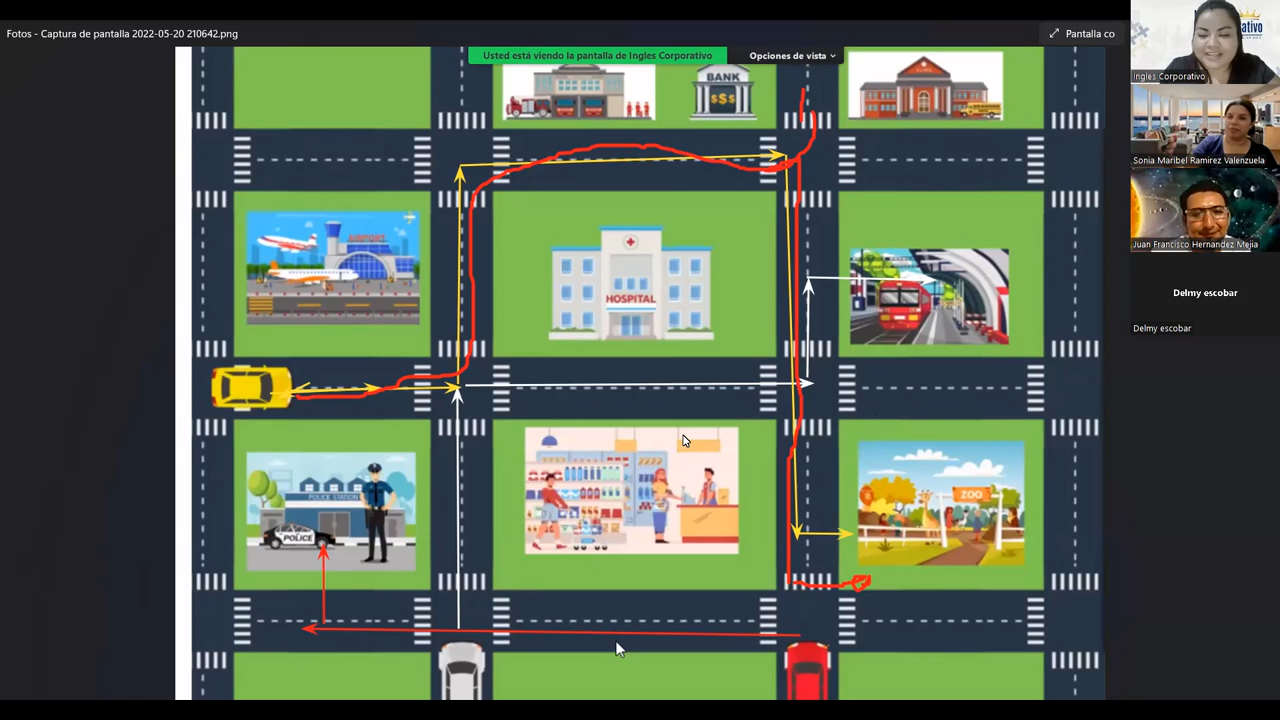 Fotos - Captura de pantalla 2022-05-20 210642.png
Usted está viendo la pantalla de Ingles Corporativo
Opciones de vista
Pantalla co
Ingles Corporativo
Sonia Maribel Ramirez Valenzuela
Juan Francisco Hernandez Mejia
Delmy escobar
Delmy escobar
BANK
$$$
AIRPORT
HOSPITAL
POLICE STATION
POLICE
ZOO